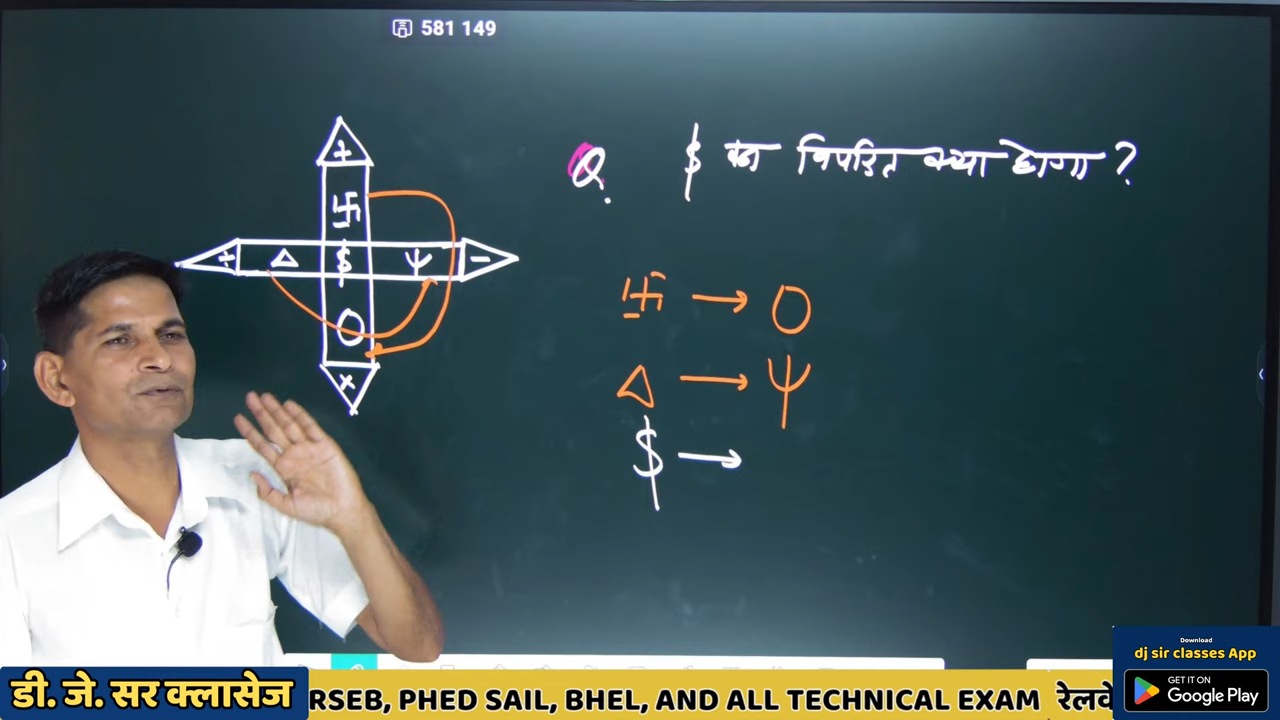 581 149
Q. $ का विपरित क्या होगा ?
+
卐
÷ △ $ Ψ −
O
×
卐 → O
△ → Ψ
$ →
Download
dj sir classes App
GET IT ON
Google Play
डी. जे. सर क्लासेज
RSEB, PHED SAIL, BHEL, AND ALL TECHNICAL EXAM रेलवे